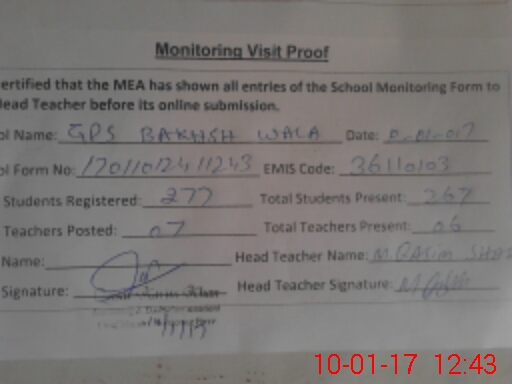 Monitoring Visit Proof
ertified that the MEA has shown all entries of the School Monitoring Form to
ead Teacher before its online submission.
ol Name: GPS BAKHSH WALA Date:
ol Form No: EMIS Code: 36110103
Students Registered: 277 Total Students Present: 267
Teachers Posted: 07 Total Teachers Present: 06
Name: Head Teacher Name: M QASim
Signature: Head Teacher Signature:
10-01-17 12:43